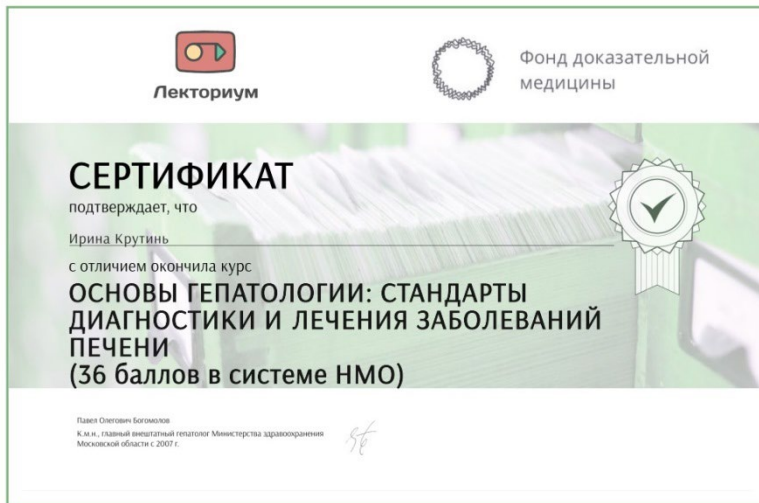 Лекториум
Фонд доказательной
медицины
СЕРТИФИКАТ
подтверждает, что
Ирина Крутинь
с отличием окончила курс
ОСНОВЫ ГЕПАТОЛОГИИ: СТАНДАРТЫ
ДИАГНОСТИКИ И ЛЕЧЕНИЯ ЗАБОЛЕВАНИЙ
ПЕЧЕНИ
(36 баллов в системе НМО)
Павел Олегович Богомолов
К.м.н., главный внештатный гепатолог Министерства здравоохранения
Московской области с 2007 г.